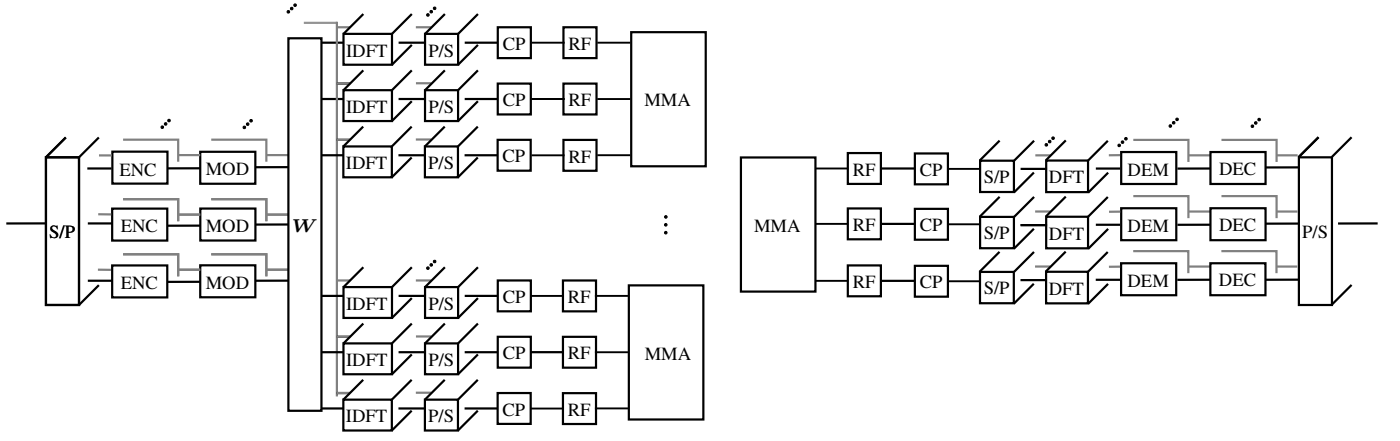 IDFT P/S CP RF
IDFT P/S CP RF MMA
IDFT P/S CP RF
S/P ENC MOD W
ENC MOD
ENC MOD
IDFT P/S CP RF
IDFT P/S CP RF MMA
IDFT P/S CP RF
MMA RF CP S/P DFT DEM DEC P/S
RF CP S/P DFT DEM DEC
RF CP S/P DFT DEM DEC